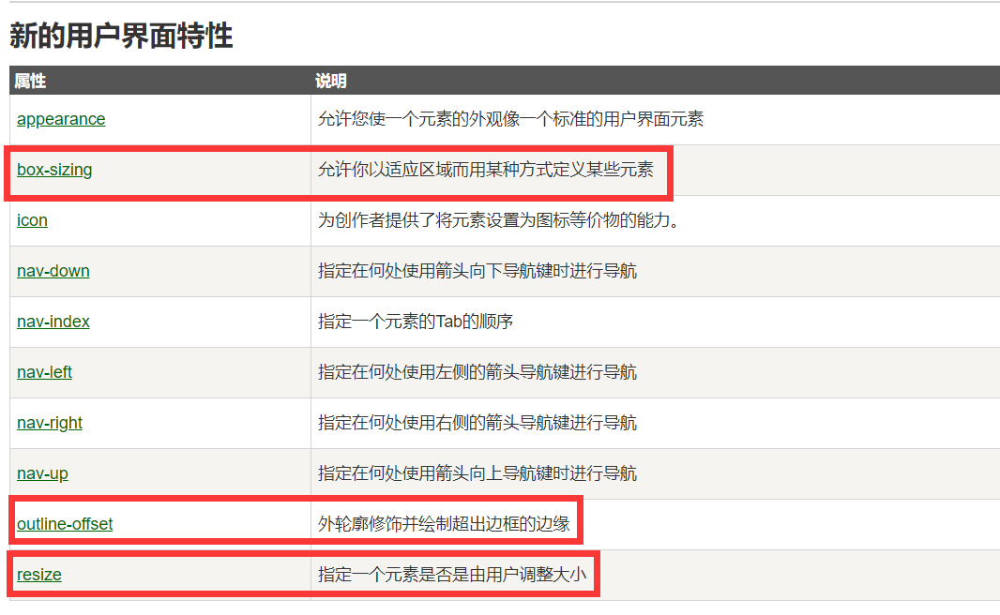 新的用户界面特性
属性 说明
appearance 允许您使一个元素的外观像一个标准的用户界面元素
box-sizing 允许你以适应区域而用某种方式定义某些元素
icon 为创作者提供了将元素设置为图标等价物的能力。
nav-down 指定在何处使用箭头向下导航键时进行导航
nav-index 指定一个元素的Tab的顺序
nav-left 指定在何处使用左侧的箭头导航键进行导航
nav-right 指定在何处使用右侧的箭头导航键进行导航
nav-up 指定在何处使用箭头向上导航键时进行导航
outline-offset 外轮廓修饰并绘制超出边框的边缘
resize 指定一个元素是否是由用户调整大小